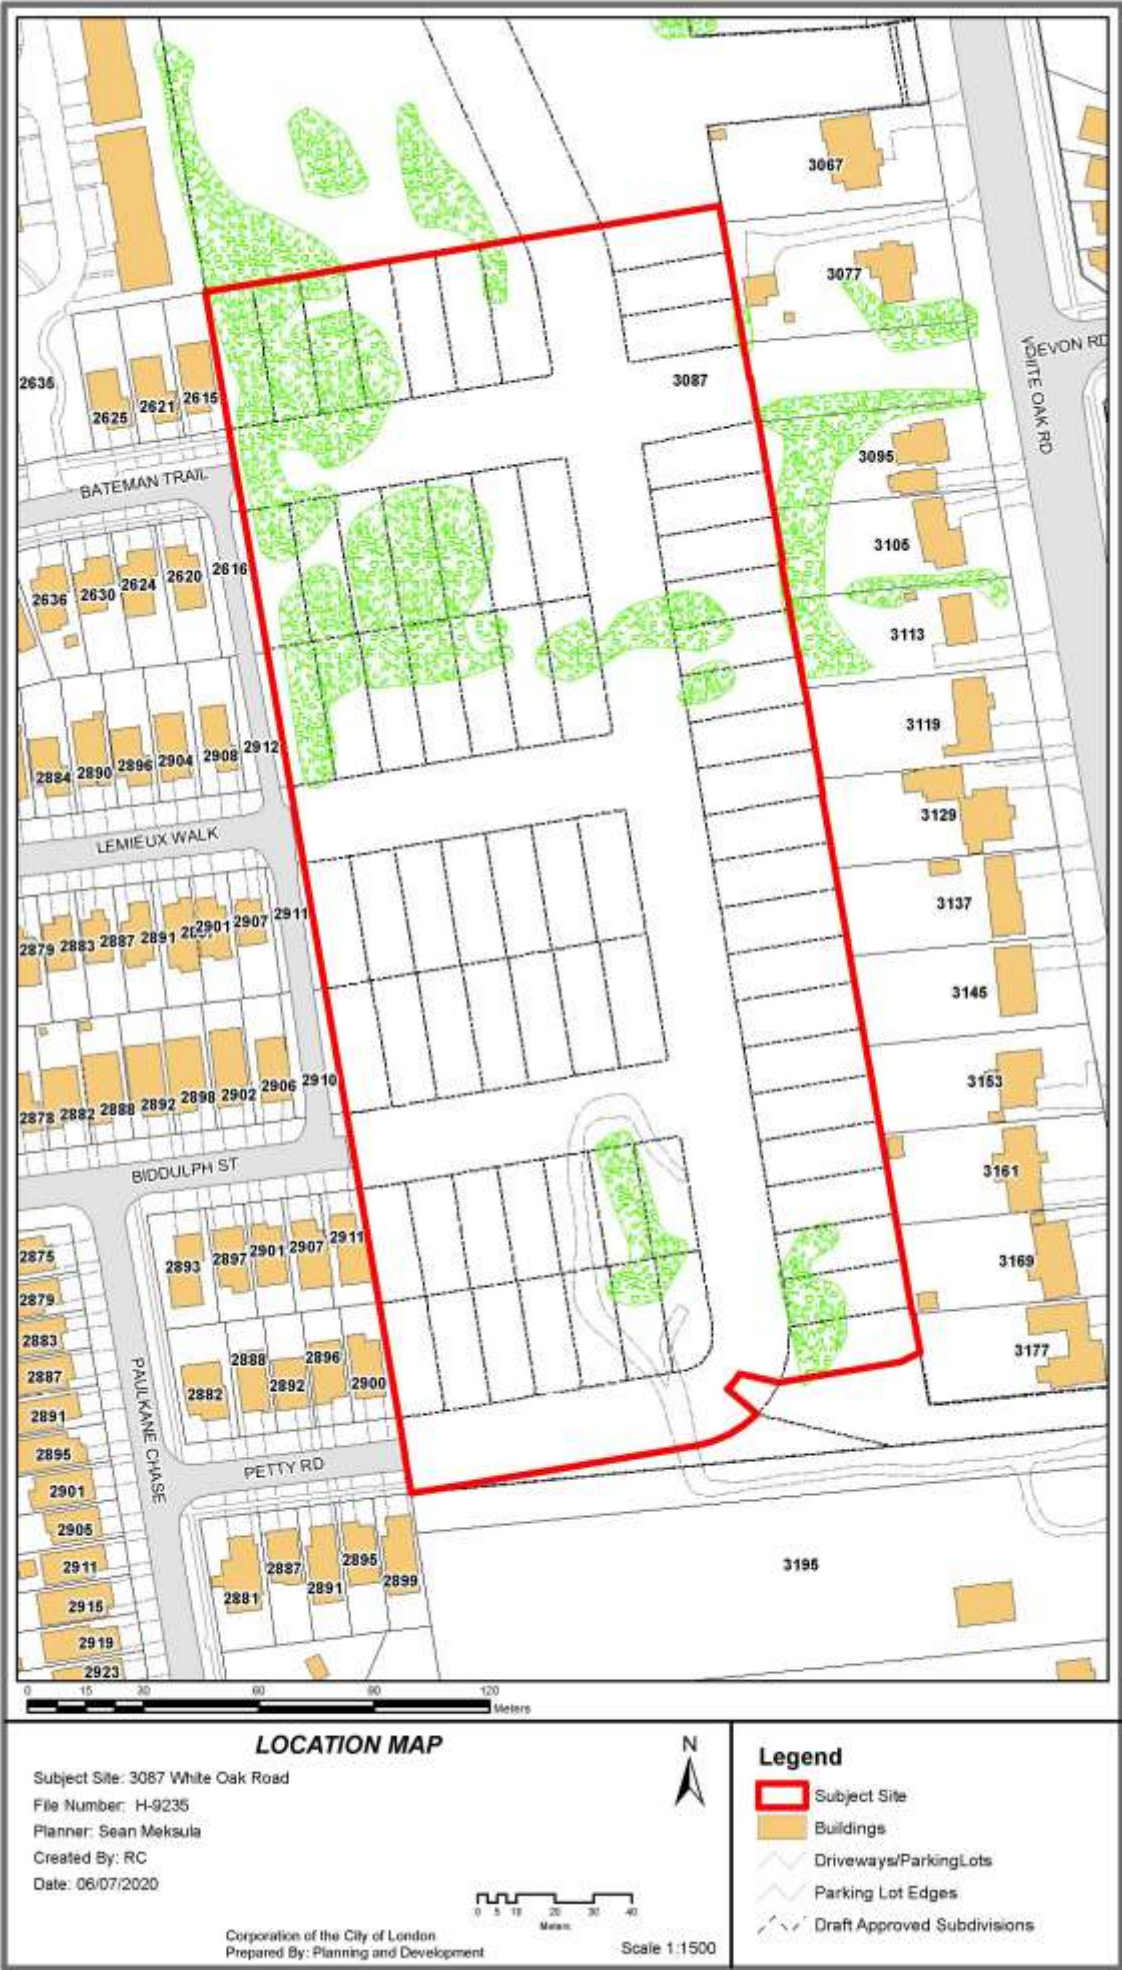 3067
3077
DEVON RD
WHITE OAK RD
2635
3087
2615
2621
2625
3095
BATEMAN TRAIL
3105
2616
2620
2624
2630
2636
3113
3119
2912
2908
2904
2896
2890
2884
3129
LEMIEUX WALK
3137
2911
2907
2901
2891
2887
2883
2879
3145
2910
2906
2902
2898
2892
2888
2882
2878
3153
BIDDULPH ST
3161
2911
2907
2901
2897
2893
2875
3169
2879
2883
3177
2888
2896
2892
2900
2882
2887
2891
PAULKANE CHASE
2895
PETTY RD
2901
2905
2911
2887
2895
2891
2899
2881
3195
2915
2919
2923
0 15 30 60 90 120
Meters
LOCATION MAP
Subject Site: 3087 White Oak Road
File Number: H-9235
Planner: Sean Meksula
Created By: RC
Date: 06/07/2020
N
0 5 10 20 30 40
Meters
Corporation of the City of London
Prepared By: Planning and Development
Scale 1:1500
Legend
Subject Site
Buildings
Driveways/ParkingLots
Parking Lot Edges
Draft Approved Subdivisions